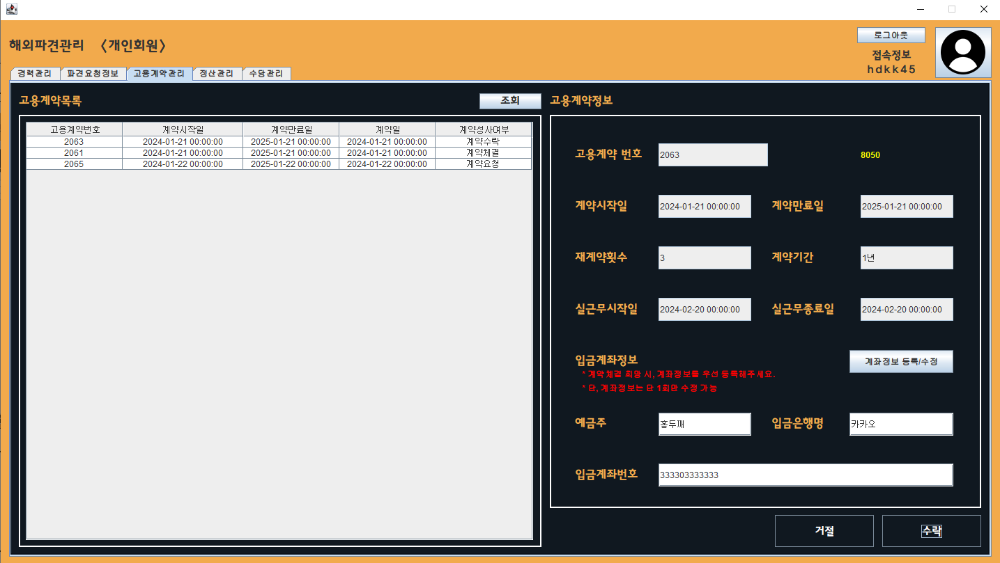 해외파견관리 〈개인회원〉
로그아웃
접속정보
hdkk45
경력관리 파견요청정보 고용계약관리 정산관리 수당관리
고용계약목록 조회
고용계약번호 계약시작일 계약만료일 계약일 계약성사여부
2063 2024-01-21 00:00:00 2025-01-21 00:00:00 2024-01-21 00:00:00 계약수락
2061 2024-01-21 00:00:00 2025-01-21 00:00:00 2024-01-21 00:00:00 계약체결
2065 2024-01-22 00:00:00 2025-01-22 00:00:00 2024-01-22 00:00:00 계약요청
고용계약정보
고용계약 번호 2063 8050
계약시작일 2024-01-21 00:00:00 계약만료일 2025-01-21 00:00:00
재계약횟수 3 계약기간 1년
실근무시작일 2024-02-20 00:00:00 실근무종료일 2024-02-20 00:00:00
입금계좌정보 계좌정보 등록/수정
* 계약체결 희망 시, 계좌정보를 우선 등록해주세요.
* 단, 계좌정보는 단 1회만 수정 가능
예금주 홍두깨 입금은행명 카카오
입금계좌번호 333303333333
거절 수락